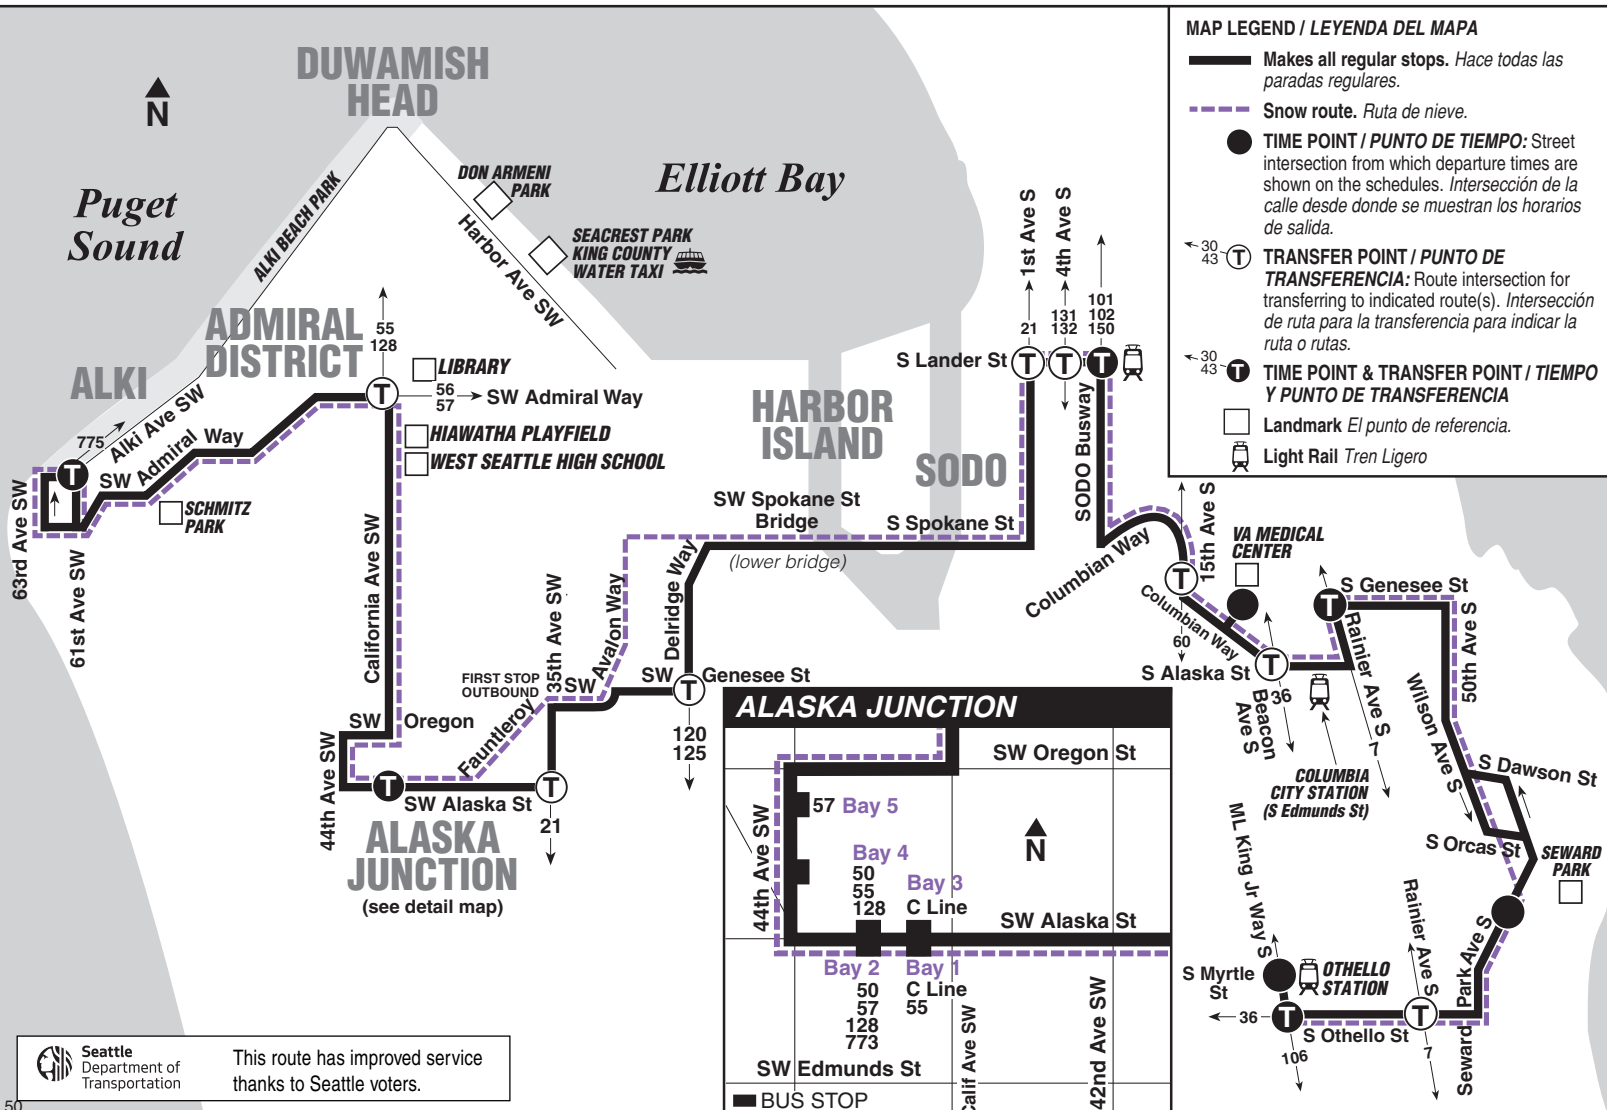 DUWAMISH
HEAD
N
Puget
Sound
Elliott Bay
DON ARMENI
PARK
ALKI BEACH PARK
Harbor Ave SW
SEACREST PARK
KING COUNTY
WATER TAXI
ADMIRAL
DISTRICT
55
128
LIBRARY
56
57
SW Admiral Way
ALKI
775
Alki Ave SW
SW Admiral Way
T
T
HIAWATHA PLAYFIELD
WEST SEATTLE HIGH SCHOOL
SCHMITZ
PARK
63rd Ave SW
61st Ave SW
California Ave SW
SW Oregon
44th Ave SW
T
SW Alaska St
Fauntleroy
FIRST STOP
OUTBOUND
35th Ave SW
Avalon Way
SW Genesee St
SW
Delridge Way
T
T
21
120
125
ALASKA
JUNCTION
(see detail map)
HARBOR
ISLAND
SODO
SW Spokane St
Bridge
(lower bridge)
S Spokane St
1st Ave S
4th Ave S
21
131
132
101
102
150
S Lander St
T
T
T
SODO Busway
Columbian Way
15th Ave S
T
60
Columbian Way
VA MEDICAL
CENTER
S Alaska St
T
36
Beacon
Ave S
T
S Genesee St
Rainier Ave S
7
50th Ave S
COLUMBIA
CITY STATION
(S Edmunds St)
Wilson Ave S
S Dawson St
S Orcas St
SEWARD
PARK
ML King Jr Way S
Rainier Ave S
S Myrtle
St
OTHELLO
STATION
36
T
106
S Othello St
T
7
Seward Park Ave S
MAP LEGEND / LEYENDA DEL MAPA
Makes all regular stops. Hace todas las
paradas regulares.
Snow route. Ruta de nieve.
TIME POINT / PUNTO DE TIEMPO: Street
intersection from which departure times are
shown on the schedules. Intersección de la
calle desde donde se muestran los horarios
de salida.
30
43
T
TRANSFER POINT / PUNTO DE
TRANSFERENCIA: Route intersection for
transferring to indicated route(s). Intersección
de ruta para la transferencia para indicar la
ruta o rutas.
30
43
T
TIME POINT & TRANSFER POINT / TIEMPO
Y PUNTO DE TRANSFERENCIA
Landmark El punto de referencia.
Light Rail Tren Ligero
ALASKA JUNCTION
SW Oregon St
44th Ave SW
57 Bay 5
N
Bay 4
50
55
128
Bay 3
C Line
SW Alaska St
Bay 2
50
57
128
773
Bay 1
C Line
55
SW Edmunds St
Calif Ave SW
42nd Ave SW
BUS STOP
Seattle
Department of
Transportation
This route has improved service
thanks to Seattle voters.
50